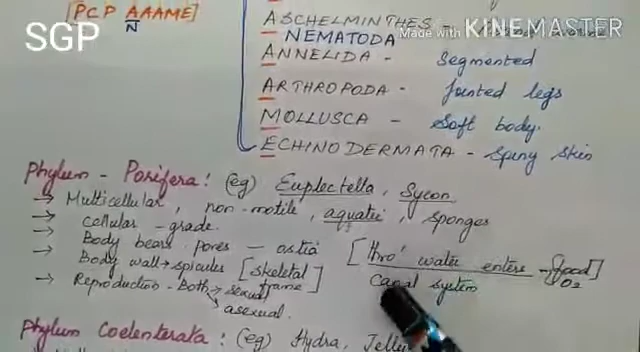 [PCP AAAME]
N
SGP
Made with KINEMASTER
ASCHELMINTHES -
NEMATODA
ANNELIDA - Segmented
ARTHROPODA - Jointed legs
MOLLUSCA - Soft body.
ECHINODERMATA - Spiny skin
Phylum - Porifera : (eg) Euplectella, Sycon
→ Multicellular, non-motile, aquatic, sponges
→ cellular - grade.
→ Body bears pores - ostia [thro' water enters - food]
O2
canal system
→ Body wall → spicules [skeletal frame]
→ Reproduction - Both → sexual
→ asexual.
Phylum Coelenterata : (eg) Hydra, Jelly